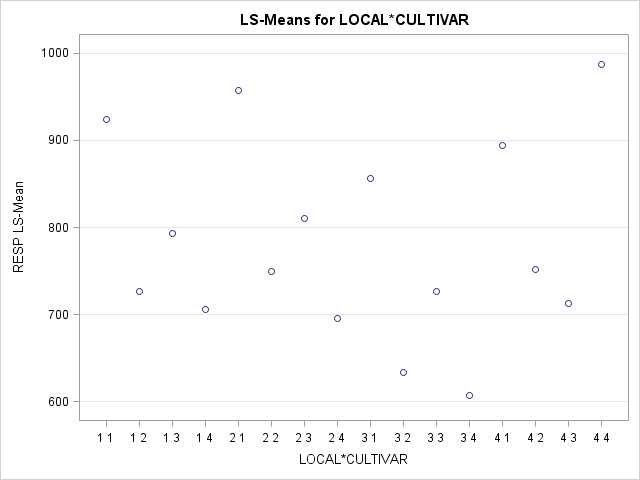 LS-Means for LOCAL*CULTIVAR
1000
900
800
700
600
RESP LS-Mean
1 1 1 2 1 3 1 4 2 1 2 2 2 3 2 4 3 1 3 2 3 3 3 4 4 1 4 2 4 3 4 4
LOCAL*CULTIVAR